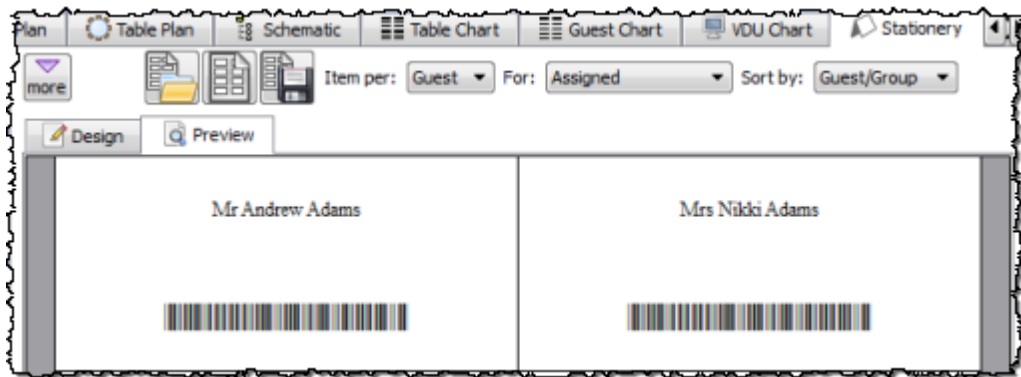 Plan Table Plan Schematic Table Chart Guest Chart VDU Chart Stationery
more Item per: Guest For: Assigned Sort by: Guest/Group
Design Preview
Mr Andrew Adams Mrs Nikki Adams